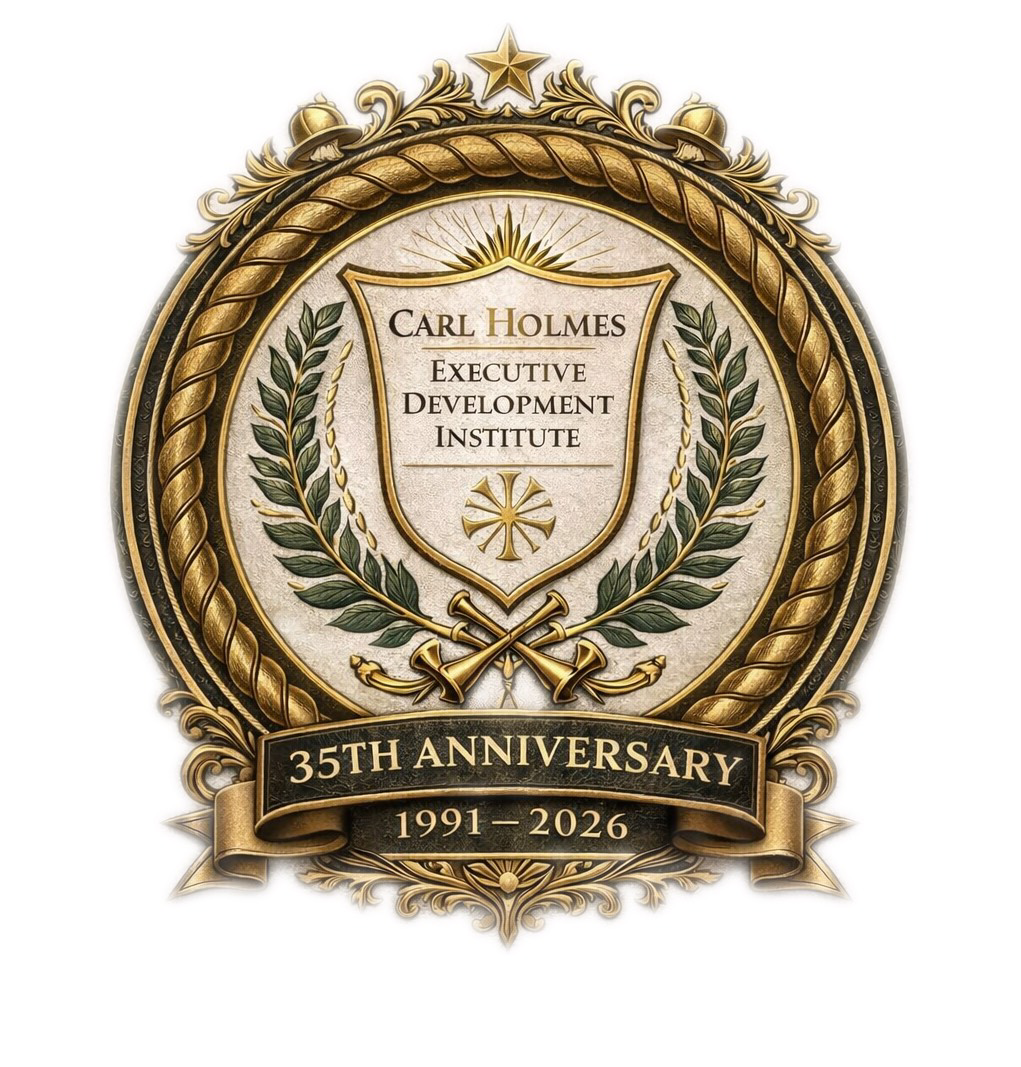 CARL HOLMES
EXECUTIVE
DEVELOPMENT
INSTITUTE
35TH ANNIVERSARY
1991 – 2026